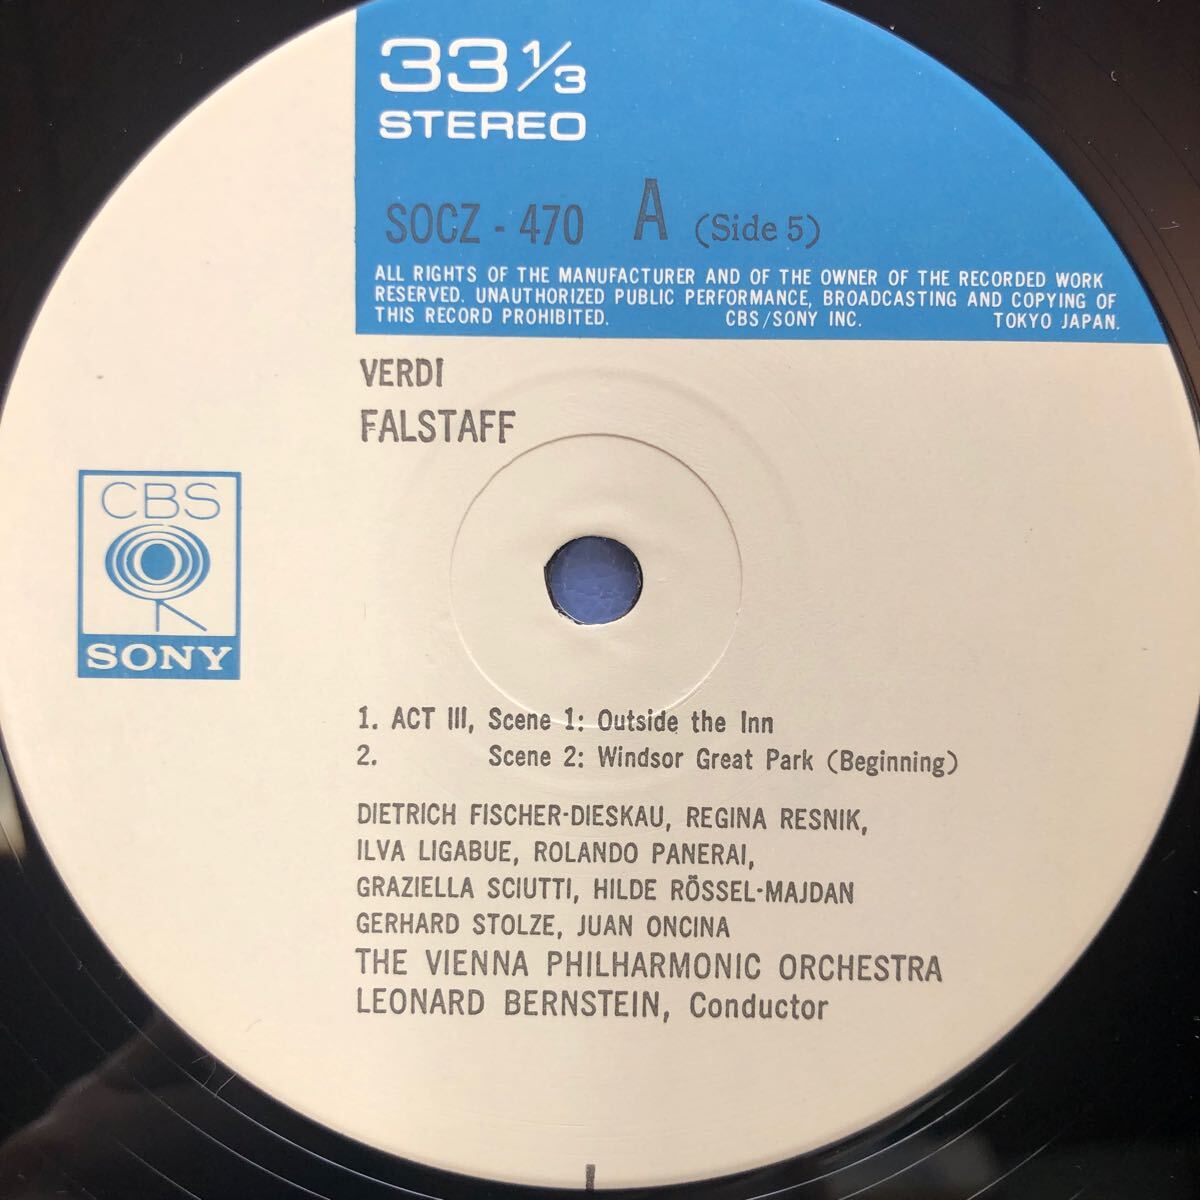 33 1/3
STEREO
SOCZ - 470 A (Side 5)
ALL RIGHTS OF THE MANUFACTURER AND OF THE OWNER OF THE RECORDED WORK
RESERVED. UNAUTHORIZED PUBLIC PERFORMANCE, BROADCASTING AND COPYING OF
THIS RECORD PROHIBITED. CBS/SONY INC. TOKYO JAPAN.
VERDI
FALSTAFF
CBS
SONY
1. ACT III, Scene 1: Outside the Inn
2. Scene 2: Windsor Great Park (Beginning)
DIETRICH FISCHER-DIESKAU, REGINA RESNIK,
ILVA LIGABUE, ROLANDO PANERAI,
GRAZIELLA SCIUTTI, HILDE RÖSSEL-MAJDAN
GERHARD STOLZE, JUAN ONCINA
THE VIENNA PHILHARMONIC ORCHESTRA
LEONARD BERNSTEIN, Conductor